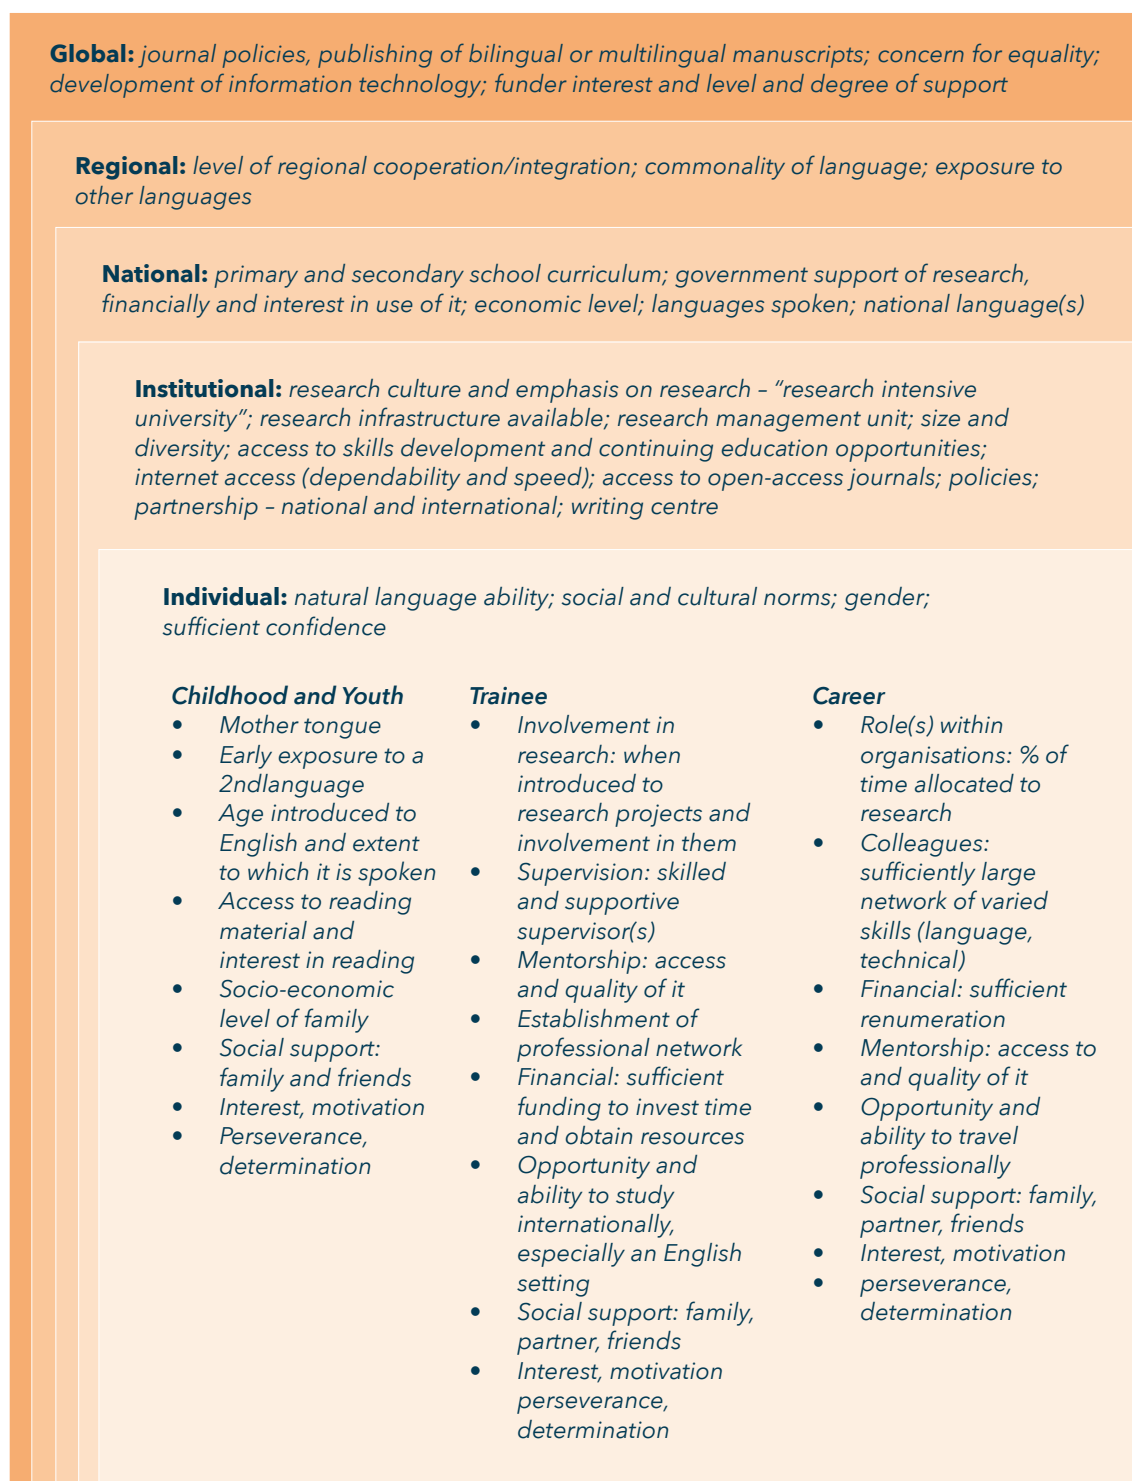 Global: journal policies, publishing of bilingual or multilingual manuscripts; concern for equality;
development of information technology; funder interest and level and degree of support
Regional: level of regional cooperation/integration; commonality of language; exposure to
other languages
National: primary and secondary school curriculum; government support of research,
financially and interest in use of it; economic level; languages spoken; national language(s)
Institutional: research culture and emphasis on research – “research intensive
university”; research infrastructure available; research management unit; size and
diversity; access to skills development and continuing education opportunities;
internet access (dependability and speed); access to open-access journals; policies;
partnership – national and international; writing centre
Individual: natural language ability; social and cultural norms; gender;
sufficient confidence
Childhood and Youth
• Mother tongue
• Early exposure to a
2ndlanguage
• Age introduced to
English and extent
to which it is spoken
• Access to reading
material and
interest in reading
• Socio-economic
level of family
• Social support:
family and friends
• Interest, motivation
• Perseverance,
determination
Trainee
• Involvement in
research: when
introduced to
research projects and
involvement in them
• Supervision: skilled
and supportive
supervisor(s)
• Mentorship: access
and quality of it
• Establishment of
professional network
• Financial: sufficient
funding to invest time
and obtain resources
• Opportunity and
ability to study
internationally,
especially an English
setting
• Social support: family,
partner, friends
• Interest, motivation
perseverance,
determination
Career
• Role(s) within
organisations: % of
time allocated to
research
• Colleagues:
sufficiently large
network of varied
skills (language,
technical)
• Financial: sufficient
renumeration
• Mentorship: access to
and quality of it
• Opportunity and
ability to travel
professionally
• Social support: family,
partner, friends
• Interest, motivation
• perseverance,
determination